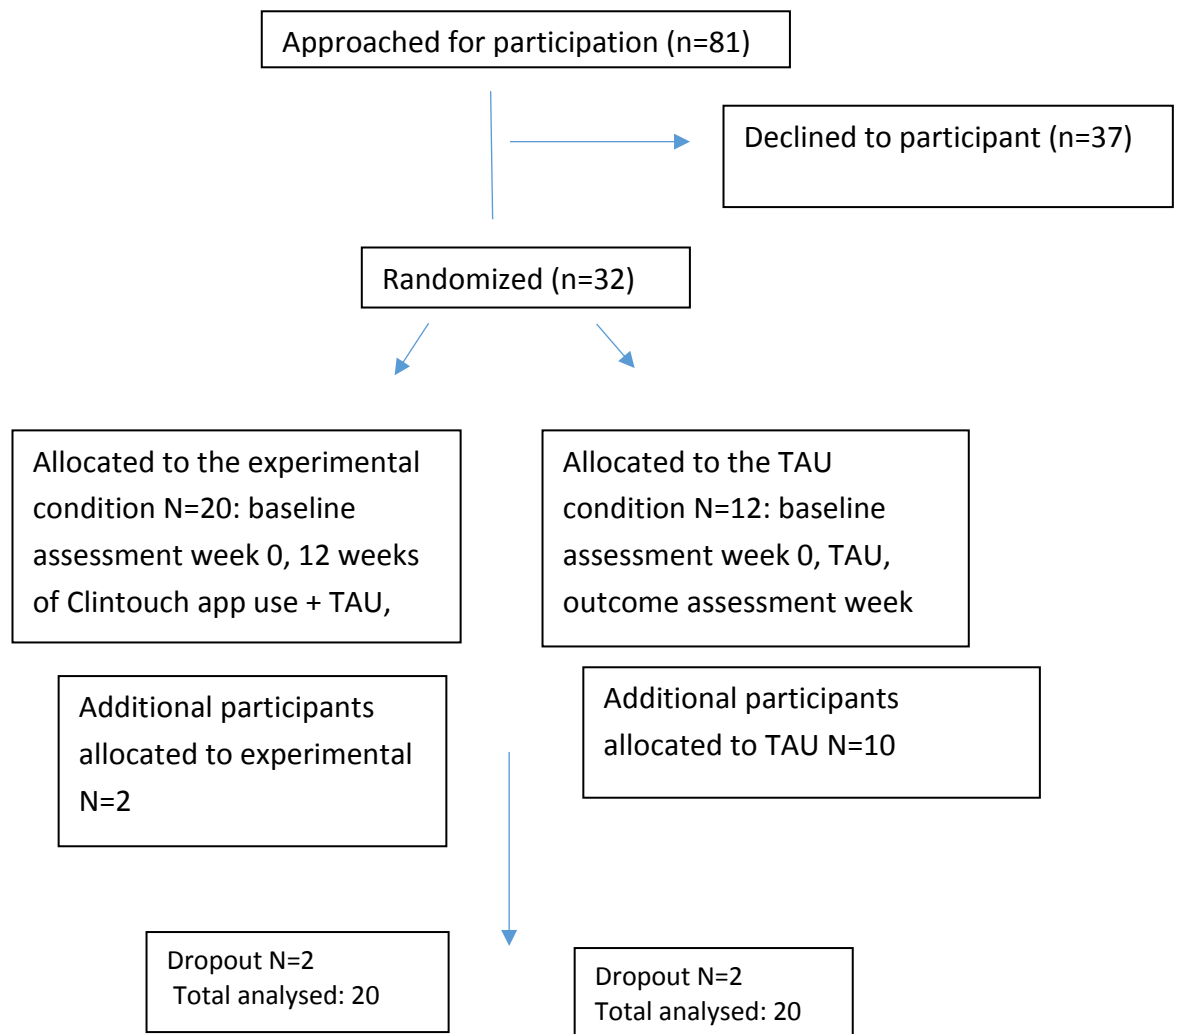 Approached for participation (n=81)
Declined to participant (n=37)
Randomized (n=32)
Allocated to the experimental
condition N=20: baseline
assessment week 0, 12 weeks
of Clintouch app use + TAU,
Allocated to the TAU
condition N=12: baseline
assessment week 0, TAU,
outcome assessment week
Additional participants
allocated to experimental
N=2
Additional participants
allocated to TAU N=10
Dropout N=2
Total analysed: 20
Dropout N=2
Total analysed: 20